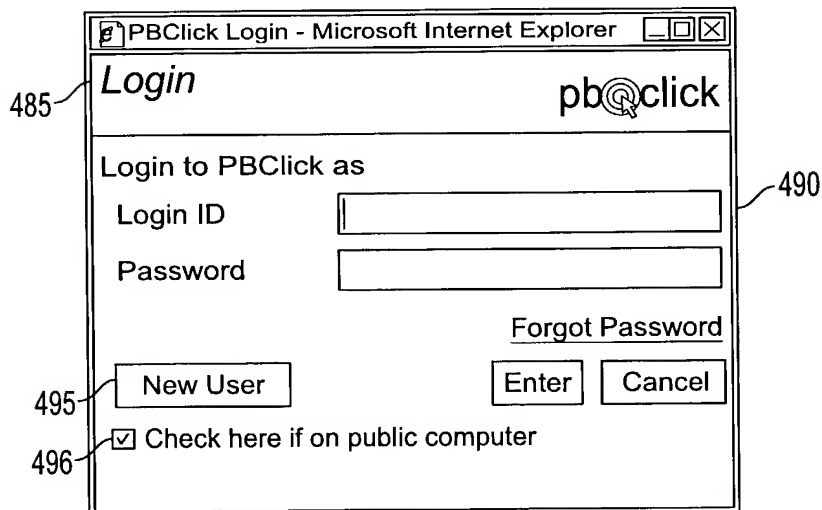 PBClick Login - Microsoft Internet Explorer
Login
pb click
485
Login to PBClick as
490
Login ID
Password
Forgot Password
495
New User
Enter
Cancel
496
Check here if on public computer